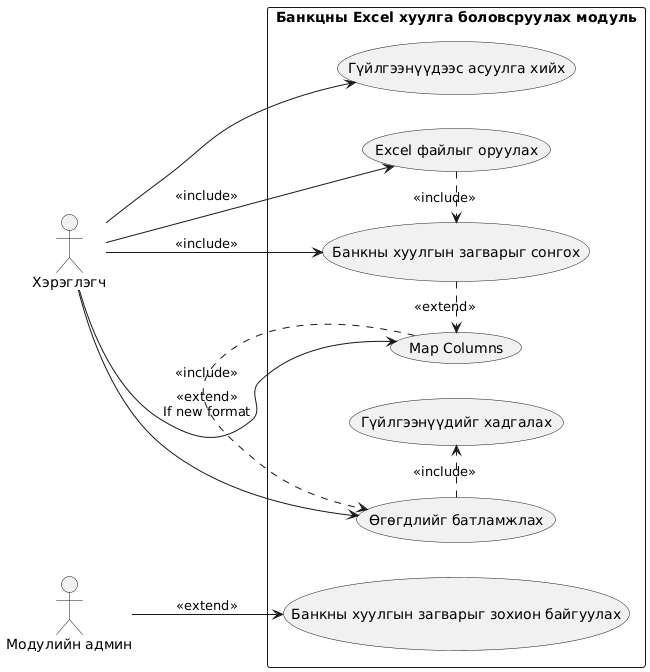 Банкцны Excel хуулга боловсруулах модуль
Гүйлгээнүүдээс асуулга хийх
Excel файлыг оруулах
«include»
«include»
Хэрэглэгч
«include»
Банкны хуулгын загварыг сонгох
«extend»
Map Columns
«include»
«extend»
If new format
Гүйлгээнүүдийг хадгалах
«include»
Өгөгдлийг батламжлах
Модулийн админ
«extend»
Банкны хуулгын загварыг зохион байгуулах